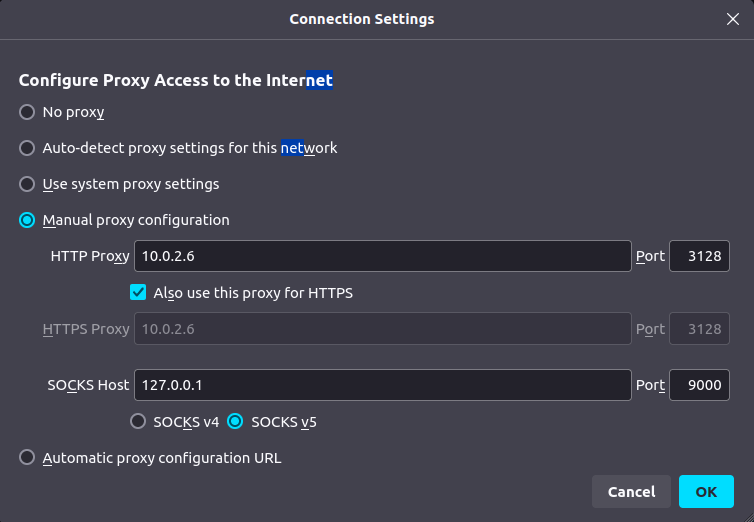 Connection Settings
Configure Proxy Access to the Internet
No proxy
Auto-detect proxy settings for this network
Use system proxy settings
Manual proxy configuration
HTTP Proxy 10.0.2.6 Port 3128
Also use this proxy for HTTPS
HTTPS Proxy 10.0.2.6 Port 3128
SOCKS Host 127.0.0.1 Port 9000
SOCKS v4 SOCKS v5
Automatic proxy configuration URL
Cancel OK